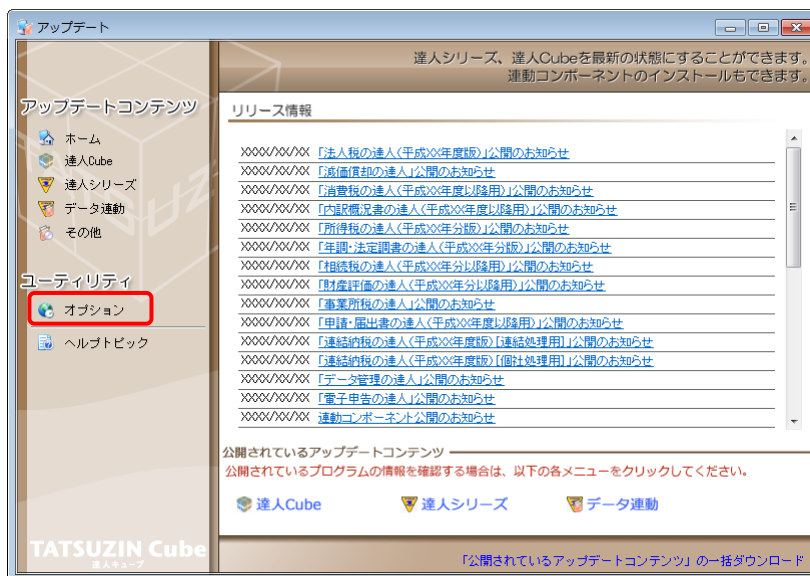 アップデート
達人シリーズ、達人Cubeを最新の状態にすることができます。
連動コンポーネントのインストールもできます。
アップデートコンテンツ
ホーム
達人Cube
達人シリーズ
データ連動
その他
ユーティリティ
オプション
ヘルプトピック
リリース情報
XXXX/XX/XX 「法人税の達人(平成XX年度版)」公開のお知らせ
XXXX/XX/XX 「減価償却の達人」公開のお知らせ
XXXX/XX/XX 「消費税の達人(平成XX年度以降用)」公開のお知らせ
XXXX/XX/XX 「内訳概況書の達人(平成XX年度以降用)」公開のお知らせ
XXXX/XX/XX 「所得税の達人(平成XX年分版)」公開のお知らせ
XXXX/XX/XX 「年調・法定調書の達人(平成XX年分版)」公開のお知らせ
XXXX/XX/XX 「相続税の達人(平成XX年分以降用)」公開のお知らせ
XXXX/XX/XX 「財産評価の達人(平成XX年分以降用)」公開のお知らせ
XXXX/XX/XX 「事業所税の達人」公開のお知らせ
XXXX/XX/XX 「申請・届出書の達人(平成XX年度以降用)」公開のお知らせ
XXXX/XX/XX 「連結納税の達人(平成XX年度版)[連結処理用]」公開のお知らせ
XXXX/XX/XX 「連結納税の達人(平成XX年度版)[個社処理用]」公開のお知らせ
XXXX/XX/XX 「データ管理の達人」公開のお知らせ
XXXX/XX/XX 「電子申告の達人」公開のお知らせ
XXXX/XX/XX 連動コンポーネント公開のお知らせ
公開されているアップデートコンテンツ
公開されているプログラムの情報を確認する場合は、以下の各メニューをクリックしてください。
達人Cube 達人シリーズ データ連動
TATSUZIN Cube
達人キューブ
「公開されているアップデートコンテンツ」の一括ダウンロード